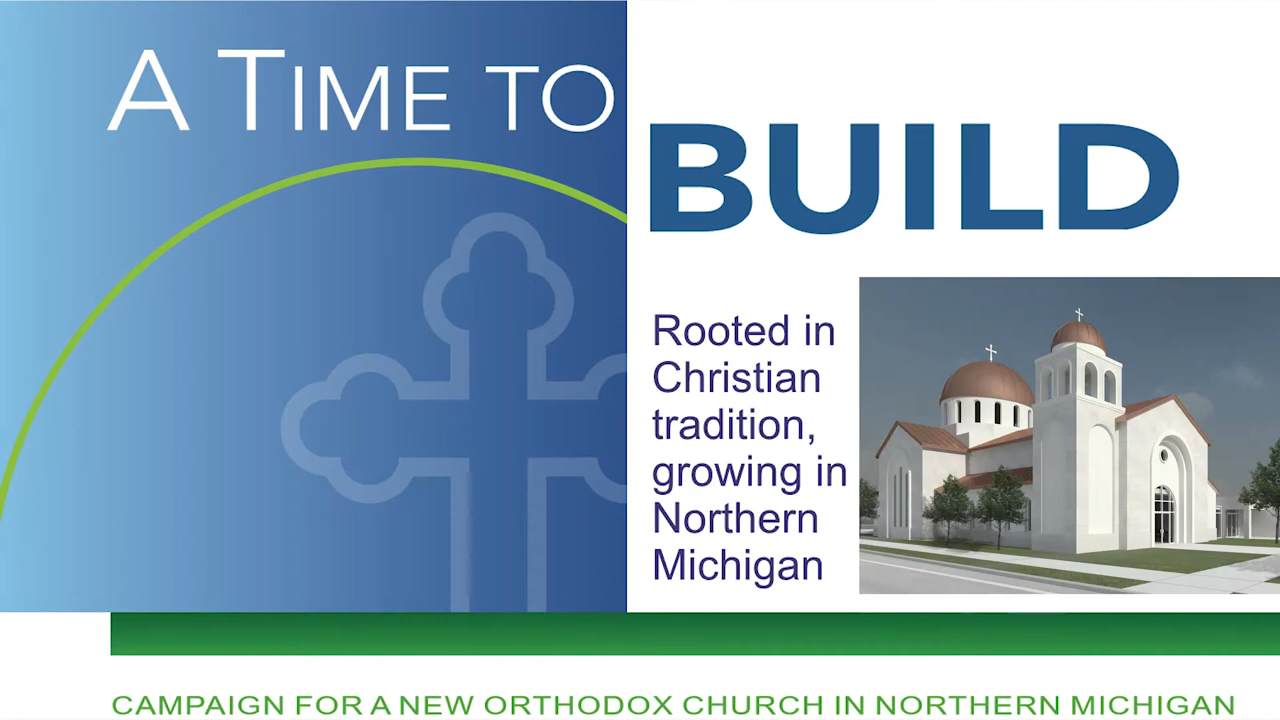 A TIME TO
BUILD
Rooted in
Christian
tradition,
growing in
Northern
Michigan
CAMPAIGN FOR A NEW ORTHODOX CHURCH IN NORTHERN MICHIGAN